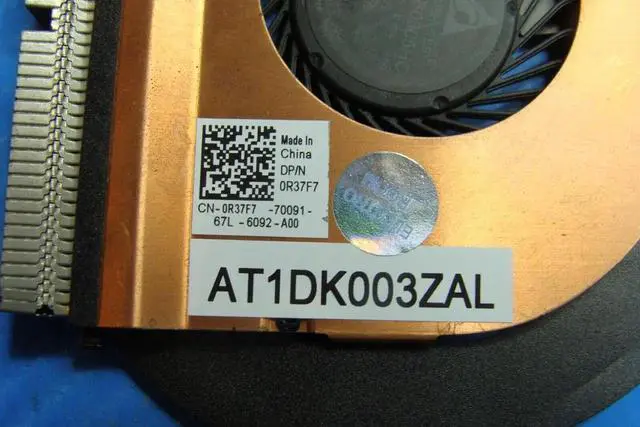 Made In
China
DP/N
0R37F7
CN-0R37F7 -70091-
67L -6092-A00
AT1DK003ZAL